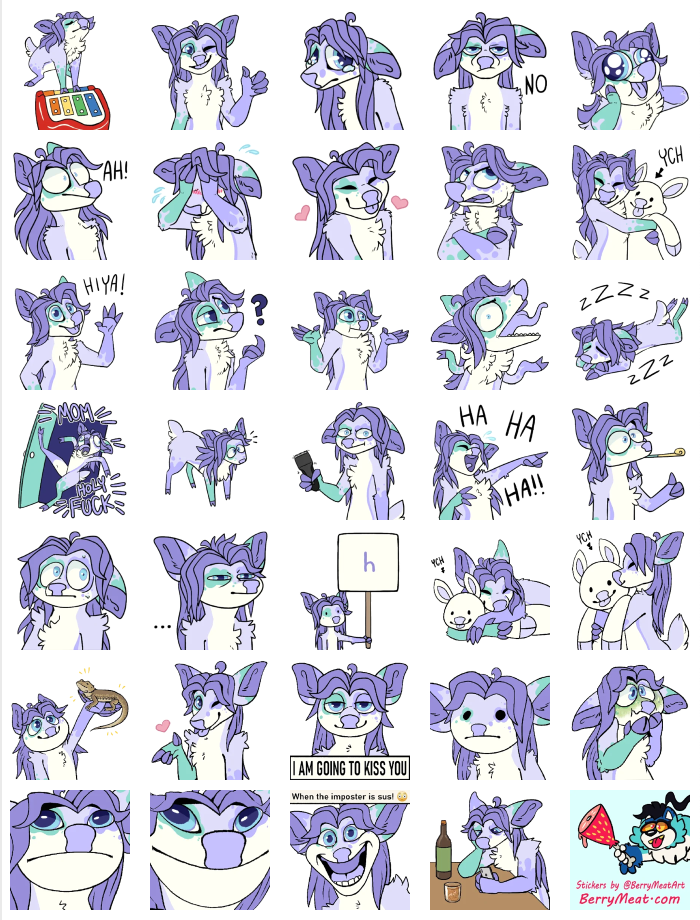 NO
AH!
YCH
HIYA!
?
ZZZZ
ZZZ
MOM
HOLY
FUCK
HA HA
HA!!
...
h
YCH
YCH
I AM GOING TO KISS YOU
When the imposter is sus! 😳
Stickers by @BerryMeatArt
BerryMeat.com